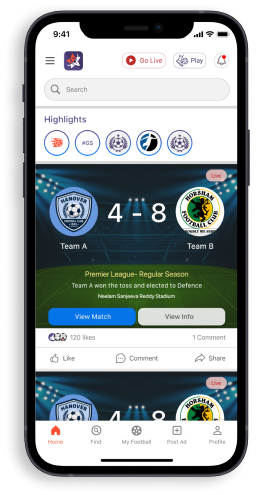 9:41
Go Live
Play
Search
Highlights
#GS
Live
HANOVER
HORSHAM
FOOTBALL CLUB
4 - 8
Team A
Team B
Premier League- Regular Season
Team A won the toss and elected to Defence
Neelam Sanjeeva Reddy Stadium
View Match
View Info
120 likes
1 Comment
Like
Comment
Share
Live
HANOVER
HORSHAM
Home
Find
My Football
Post Ad
Profile